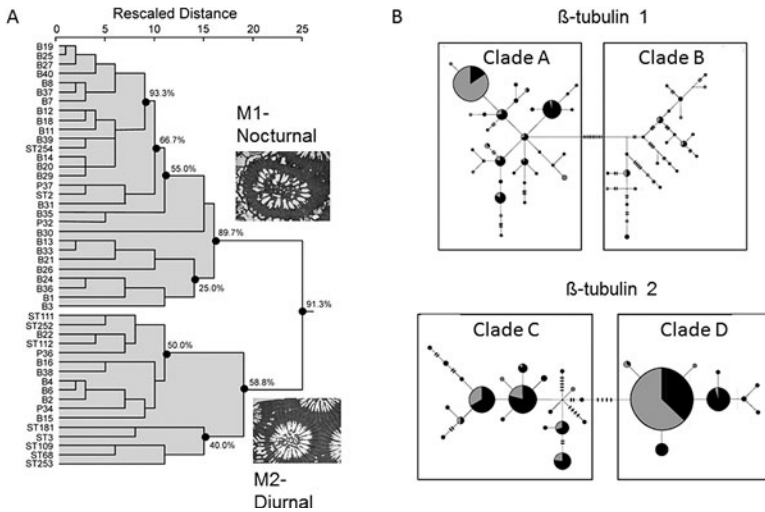 A
Rescaled Distance
0 5 10 15 20 25
B19
B25
B27
B40
B8
B37
B7
B12
B18
B11
B39
ST254
B14
B20
B29
P37
ST2
B31
B35
P32
B30
B13
B33
B21
B26
B24
B36
B1
B3
ST111
ST252
B22
ST112
P36
B16
B38
B4
B6
B2
P34
B15
ST181
ST3
ST109
ST68
ST253
93.3%
66.7%
55.0%
89.7%
25.0%
91.3%
50.0%
58.8%
40.0%
M1-
Nocturnal
M2-
Diurnal
B
ß-tubulin 1
Clade A
Clade B
ß-tubulin 2
Clade C
Clade D